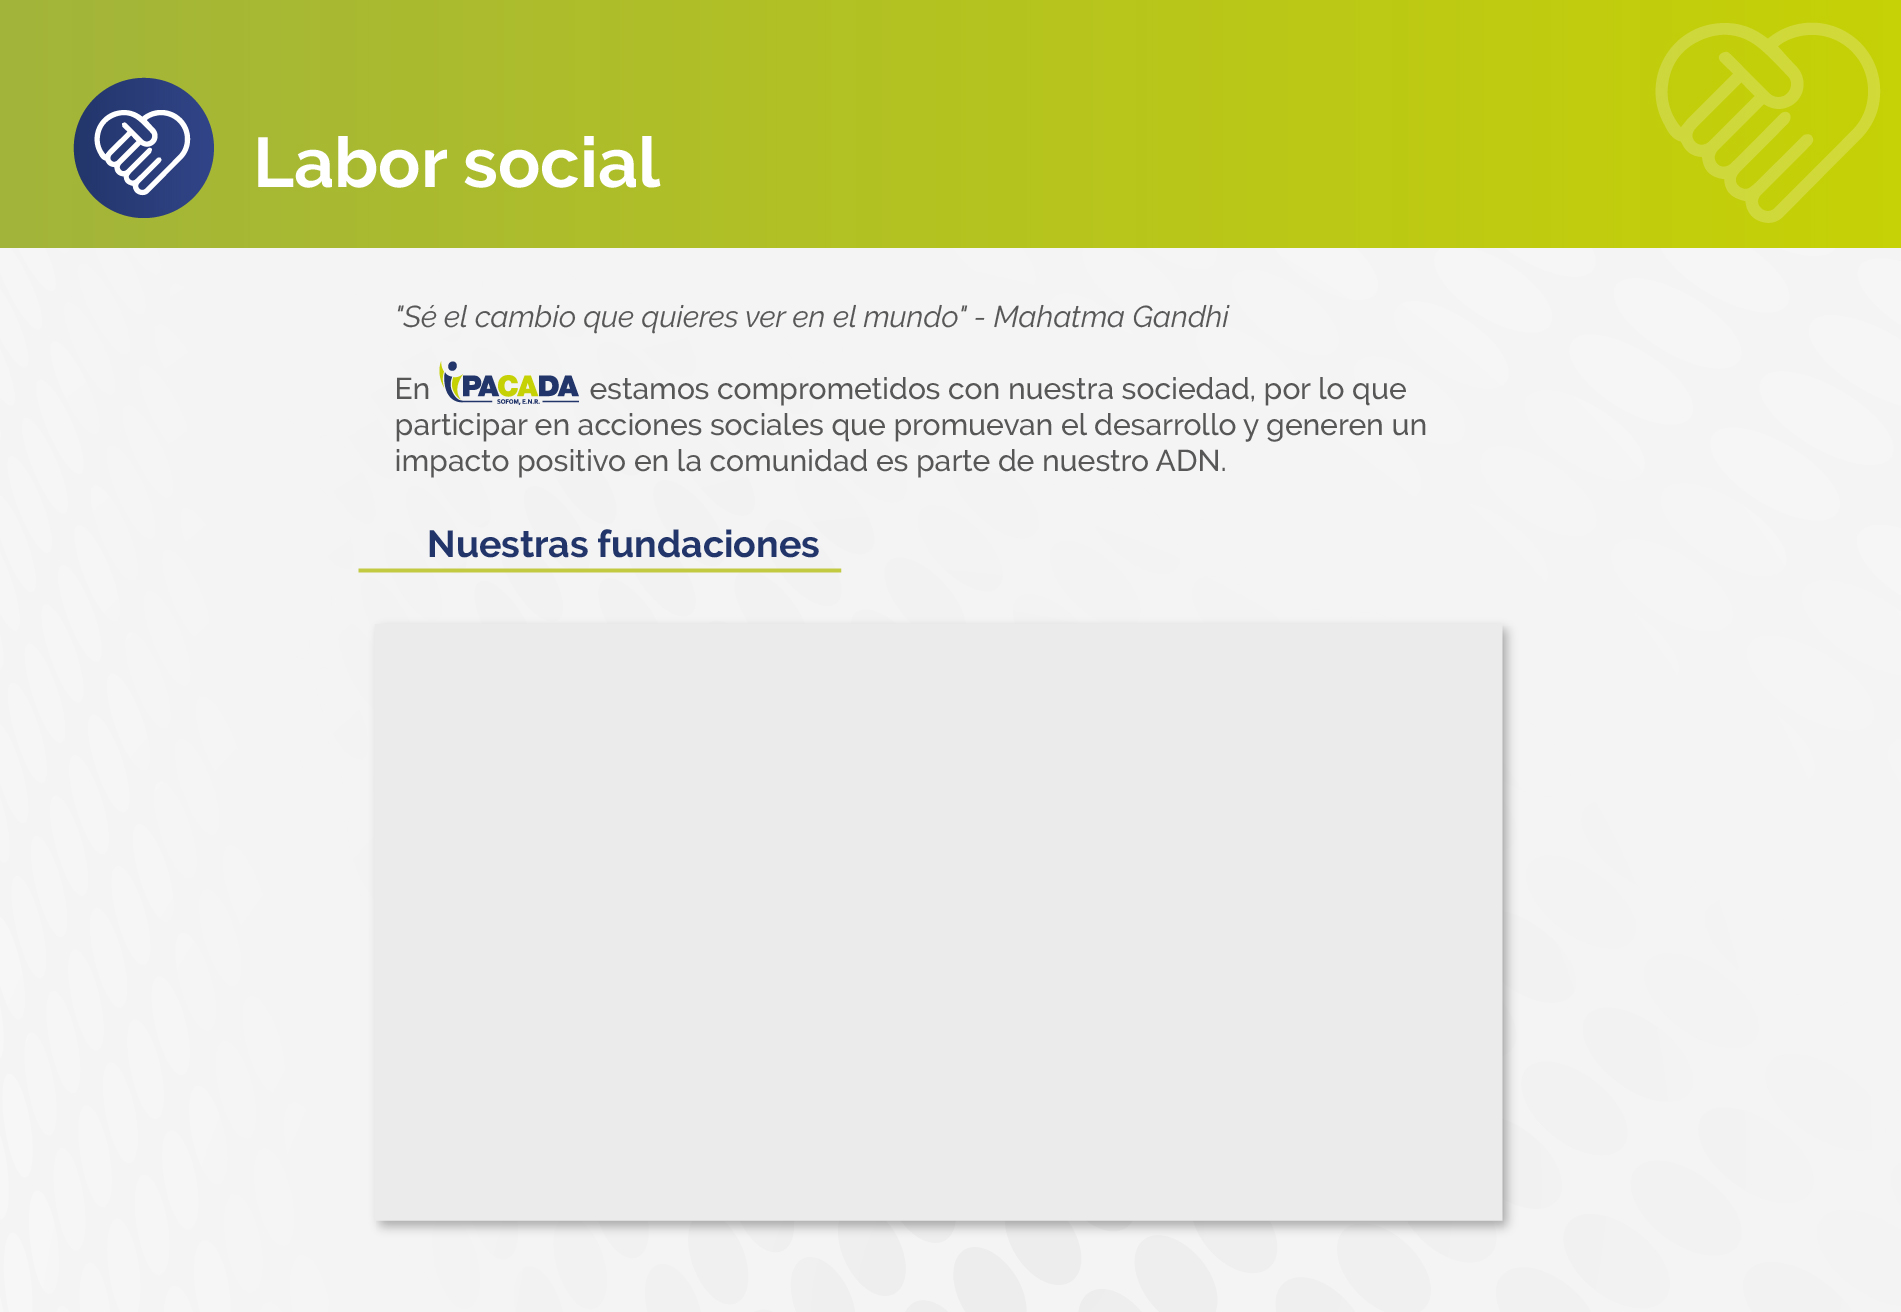 Labor social
"Sé el cambio que quieres ver en el mundo" - Mahatma Gandhi
En PACADA SOFOM, E.N.R. estamos comprometidos con nuestra sociedad, por lo que
participar en acciones sociales que promuevan el desarrollo y generen un
impacto positivo en la comunidad es parte de nuestro ADN.
Nuestras fundaciones